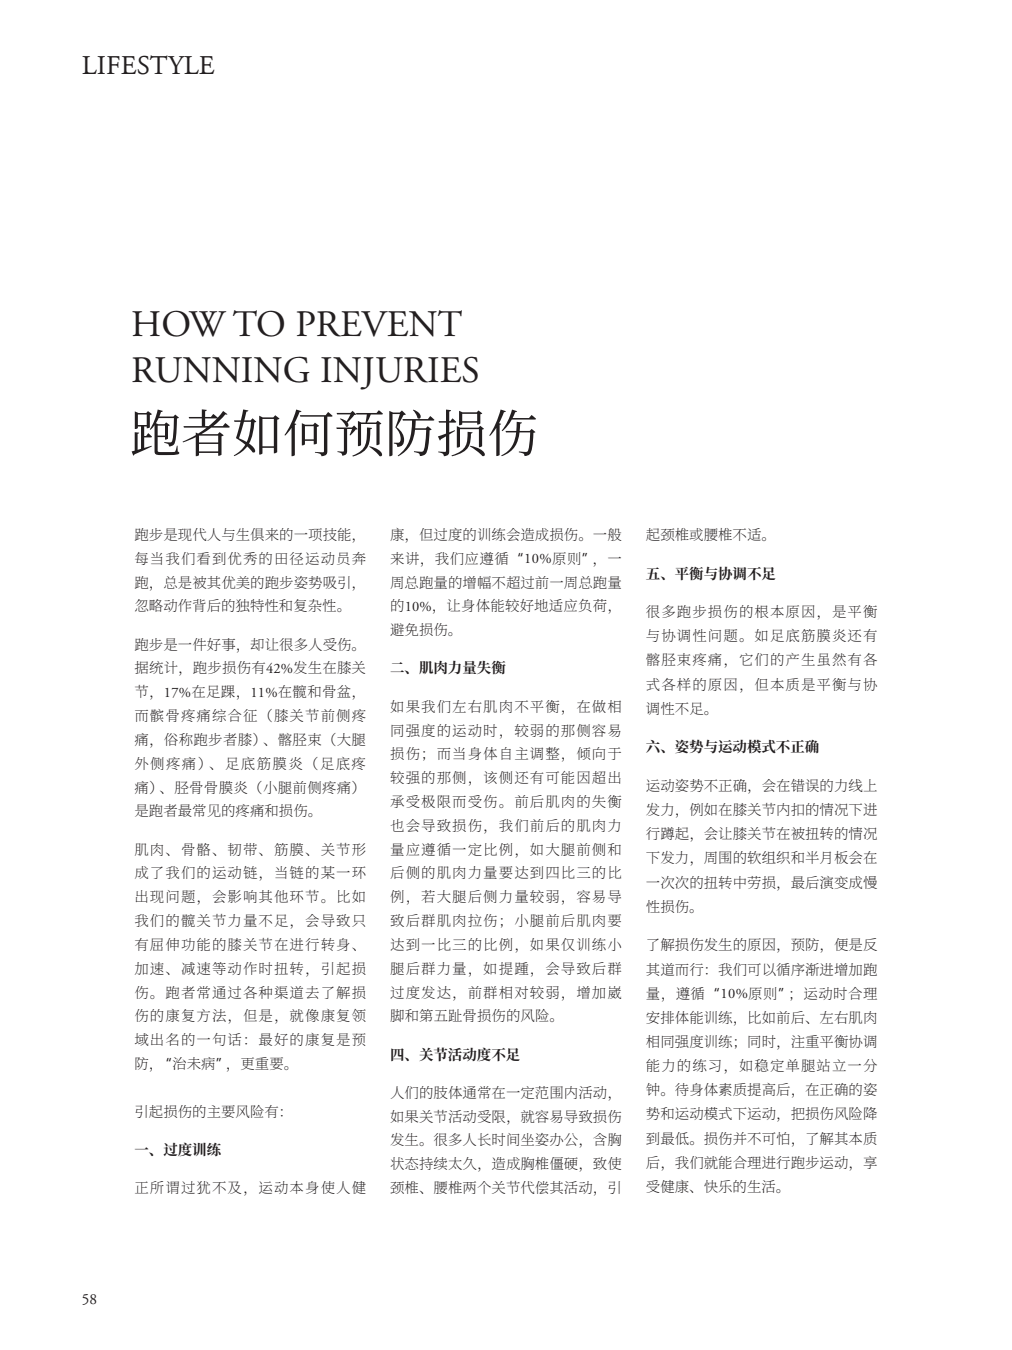 LIFESTYLE
HOW TO PREVENT
RUNNING INJURIES
跑者如何预防损伤
跑步是现代人与生俱来的一项技能，
每当我们看到优秀的田径运动员奔
跑，总是被其优美的跑步姿势吸引，
忽略动作背后的独特性和复杂性。
跑步是一件好事，却让很多人受伤。
据统计，跑步损伤有42%发生在膝关
节，17%在足踝，11%在髋和骨盆，
而髌骨疼痛综合征（膝关节前侧疼
痛，俗称跑步者膝）、髂胫束（大腿
外侧疼痛）、足底筋膜炎（足底疼
痛）、胫骨骨膜炎（小腿前侧疼痛）
是跑者最常见的疼痛和损伤。
肌肉、骨骼、韧带、筋膜、关节形
成了我们的运动链，当链的某一环
出现问题，会影响其他环节。比如
我们的髋关节力量不足，会导致只
有屈伸功能的膝关节在进行转身、
加速、减速等动作时扭转，引起损
伤。跑者常通过各种渠道去了解损
伤的康复方法，但是，就像康复领
域出名的一句话：最好的康复是预
防，“治未病”，更重要。
引起损伤的主要风险有：
一、过度训练
正所谓过犹不及，运动本身使人健
康，但过度的训练会造成损伤。一般
来讲，我们应遵循“10%原则”，一
周总跑量的增幅不超过前一周总跑量
的10%，让身体能较好地适应负荷，
避免损伤。
二、肌肉力量失衡
如果我们左右肌肉不平衡，在做相
同强度的运动时，较弱的那侧容易
损伤；而当身体自主调整，倾向于
较强的那侧，该侧还有可能因超出
承受极限而受伤。前后肌肉的失衡
也会导致损伤，我们前后的肌肉力
量应遵循一定比例，如大腿前侧和
后侧的肌肉力量要达到四比三的比
例，若大腿后侧力量较弱，容易导
致后群肌肉拉伤；小腿前后肌肉要
达到一比三的比例，如果仅训练小
腿后群力量，如提踵，会导致后群
过度发达，前群相对较弱，增加崴
脚和第五趾骨损伤的风险。
四、关节活动度不足
人们的肢体通常在一定范围内活动，
如果关节活动受限，就容易导致损伤
发生。很多人长时间坐姿办公，含胸
状态持续太久，造成胸椎僵硬，致使
颈椎、腰椎两个关节代偿其活动，引
起颈椎或腰椎不适。
五、平衡与协调不足
很多跑步损伤的根本原因，是平衡
与协调性问题。如足底筋膜炎还有
髂胫束疼痛，它们的产生虽然有各
式各样的原因，但本质是平衡与协
调性不足。
六、姿势与运动模式不正确
运动姿势不正确，会在错误的力线上
发力，例如在膝关节内扣的情况下进
行蹲起，会让膝关节在被扭转的情况
下发力，周围的软组织和半月板会在
一次次的扭转中劳损，最后演变成慢
性损伤。
了解损伤发生的原因，预防，便是反
其道而行：我们可以循序渐进增加跑
量，遵循“10%原则”；运动时合理
安排体能训练，比如前后、左右肌肉
相同强度训练；同时，注重平衡协调
能力的练习，如稳定单腿站立一分
钟。待身体素质提高后，在正确的姿
势和运动模式下运动，把损伤风险降
到最低。损伤并不可怕，了解其本质
后，我们就能合理进行跑步运动，享
受健康、快乐的生活。
58